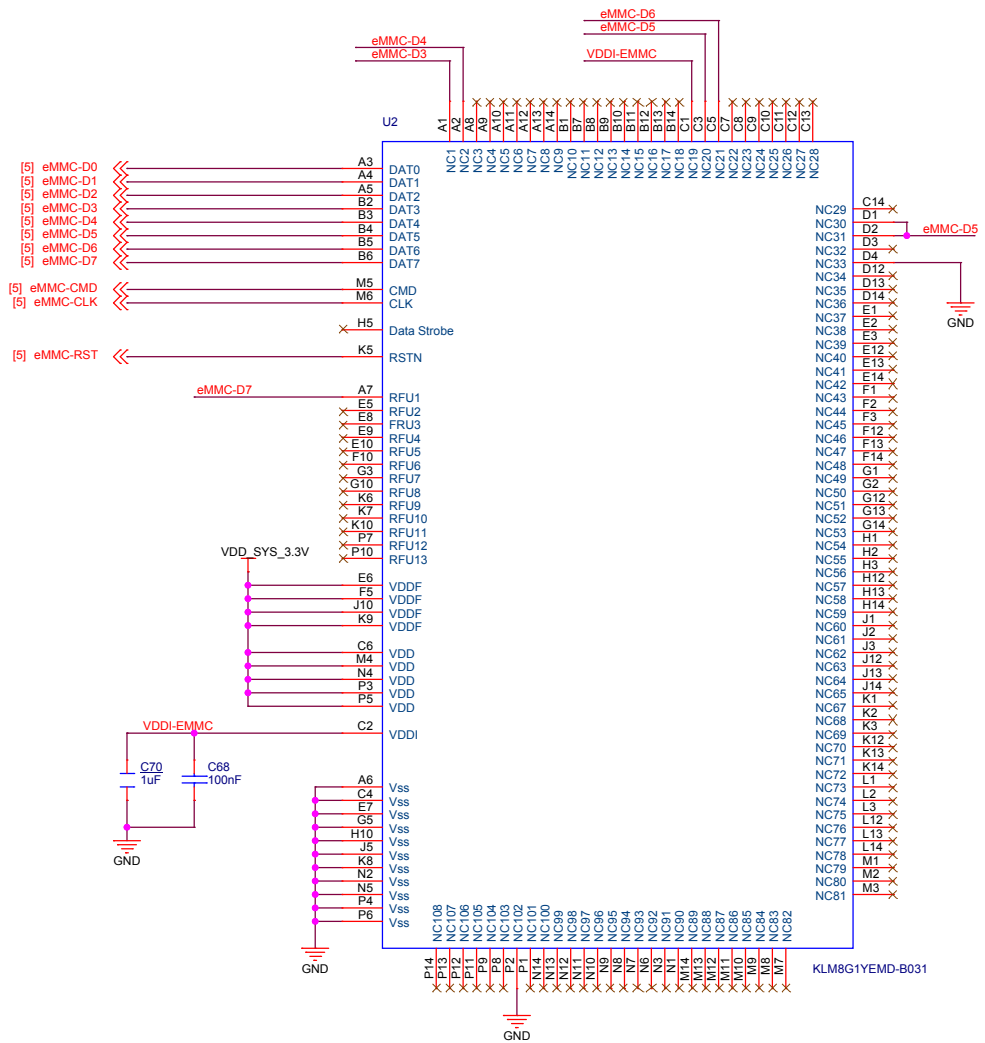 eMMC-D6
eMMC-D5
eMMC-D4
eMMC-D3
VDDI-EMMC
U2
A1 A2 A8 A9 A10 A11 A12 A13 A14 B1 B7 B8 B9 B10 B11 B12 B13 B14 C1 C3 C5 C7 C8 C9 C10 C11 C12 C13
NC1 NC2 NC3 NC4 NC5 NC6 NC7 NC8 NC9 NC10 NC11 NC12 NC13 NC14 NC15 NC16 NC17 NC18 NC19 NC20 NC21 NC22 NC23 NC24 NC25 NC26 NC27 NC28
[5] eMMC-D0 A3 DAT0
[5] eMMC-D1 A4 DAT1
[5] eMMC-D2 A5 DAT2
[5] eMMC-D3 B2 DAT3
[5] eMMC-D4 B3 DAT4
[5] eMMC-D5 B4 DAT5
[5] eMMC-D6 B5 DAT6
[5] eMMC-D7 B6 DAT7
[5] eMMC-CMD M5 CMD
[5] eMMC-CLK M6 CLK
H5 Data Strobe
[5] eMMC-RST K5 RSTN
eMMC-D7 A7 RFU1
E5 RFU2
E8 FRU3
E9 RFU4
E10 RFU5
F10 RFU6
G3 RFU7
G10 RFU8
K6 RFU9
K7 RFU10
K10 RFU11
P7 RFU12
P10 RFU13
VDD_SYS_3.3V
E6 VDDF
F5 VDDF
J10 VDDF
K9 VDDF
C6 VDD
M4 VDD
N4 VDD
P3 VDD
P5 VDD
VDDI-EMMC C2 VDDI
C70
1uF
C68
100nF
GND
A6 Vss
C4 Vss
E7 Vss
G5 Vss
H10 Vss
J5 Vss
K8 Vss
N2 Vss
N5 Vss
P4 Vss
P6 Vss
GND
NC29 C14
NC30 D1
NC31 D2 eMMC-D5
NC32 D3
NC33 D4
GND
NC34 D12
NC35 D13
NC36 D14
NC37 E1
NC38 E2
NC39 E3
NC40 E12
NC41 E13
NC42 E14
NC43 F1
NC44 F2
NC45 F3
NC46 F12
NC47 F13
NC48 F14
NC49 G1
NC50 G2
NC51 G12
NC52 G13
NC53 G14
NC54 H1
NC55 H2
NC56 H3
NC57 H12
NC58 H13
NC59 H14
NC60 J1
NC61 J2
NC62 J3
NC63 J12
NC64 J13
NC65 J14
NC67 K1
NC68 K2
NC69 K3
NC70 K12
NC71 K13
NC72 K14
NC73 L1
NC74 L2
NC75 L3
NC76 L12
NC77 L13
NC78 L14
NC79 M1
NC80 M2
NC81 M3
NC108 NC107 NC106 NC105 NC104 NC103 NC102 NC101 NC100 NC99 NC98 NC97 NC96 NC95 NC94 NC93 NC92 NC91 NC90 NC89 NC88 NC87 NC86 NC85 NC84 NC83 NC82
P14 P13 P12 P11 P9 P8 P2 P1 N14 N13 N12 N11 N10 N9 N8 N7 N6 N3 N1 M14 M13 M12 M11 M10 M9 M8 M7
KLM8G1YEMD-B031
GND